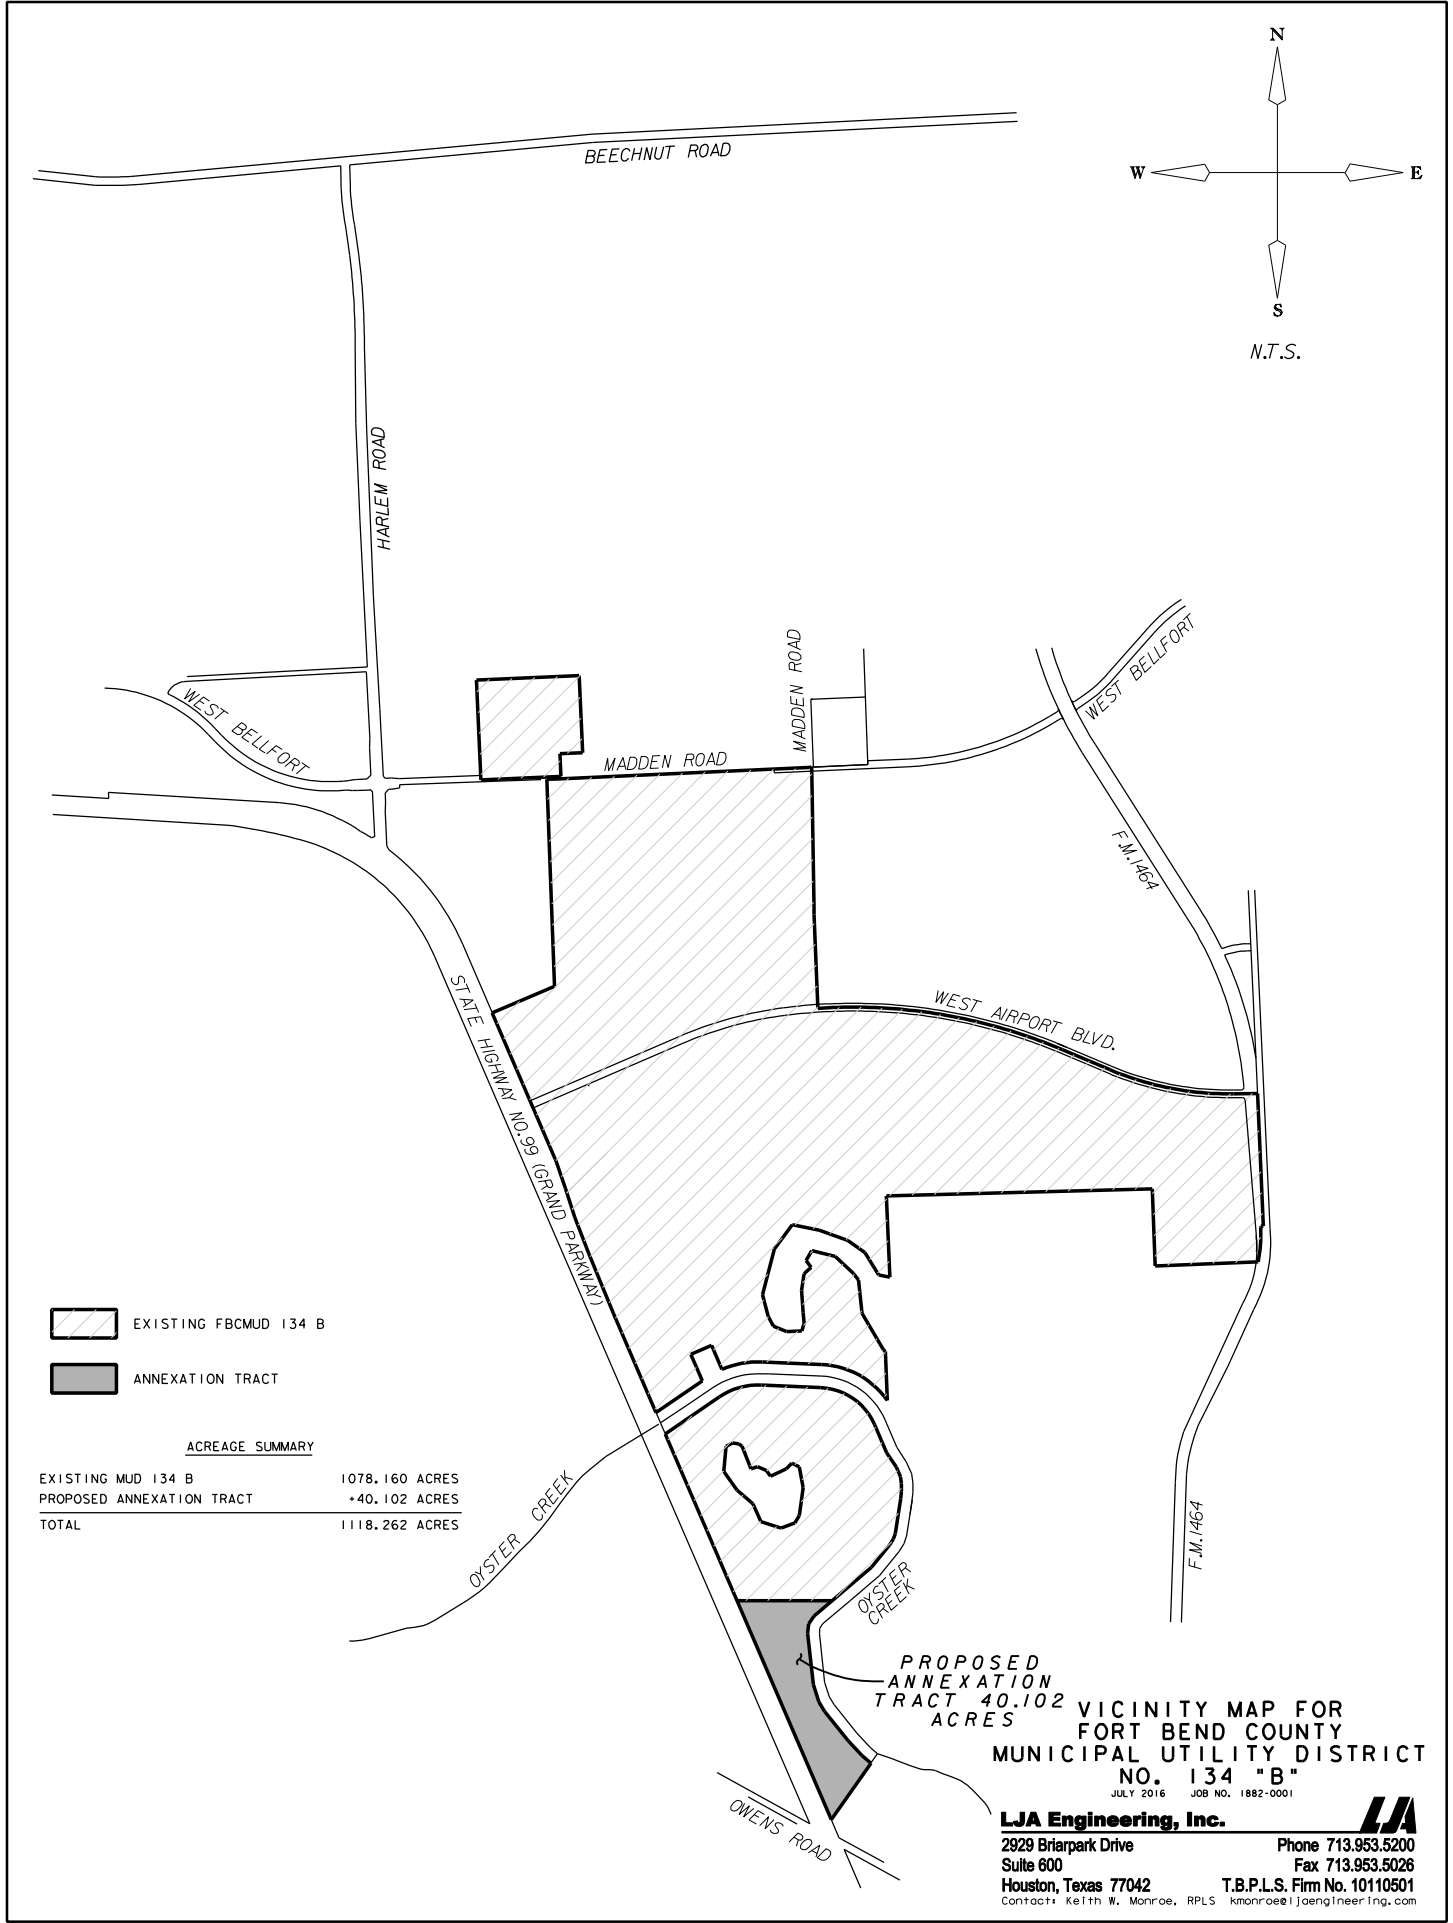 N
W E
S
N.T.S.
BEECHNUT ROAD
HARLEM ROAD
MADDEN ROAD
WEST BELLFORT
WEST BELLFORT
MADDEN ROAD
F.M.1464
STATE HIGHWAY NO.99 (GRAND PARKWAY)
WEST AIRPORT BLVD.
EXISTING FBCMUD 134 B
ANNEXATION TRACT
ACREAGE SUMMARY
EXISTING MUD 134 B 1078.160 ACRES
PROPOSED ANNEXATION TRACT +40.102 ACRES
TOTAL 1118.262 ACRES
OYSTER CREEK
F.M.1464
OYSTER
CREEK
PROPOSED
ANNEXATION
TRACT 40.102
ACRES
OWENS ROAD
VICINITY MAP FOR
FORT BEND COUNTY
MUNICIPAL UTILITY DISTRICT
NO. 134 "B"
JULY 2016 JOB NO. 1882-0001
LJA Engineering, Inc. LJA
2929 Briarpark Drive Phone 713.953.5200
Suite 600 Fax 713.953.5026
Houston, Texas 77042 T.B.P.L.S. Firm No. 10110501
Contact: Keith W. Monroe, RPLS kmonroe@ljaengineering.com